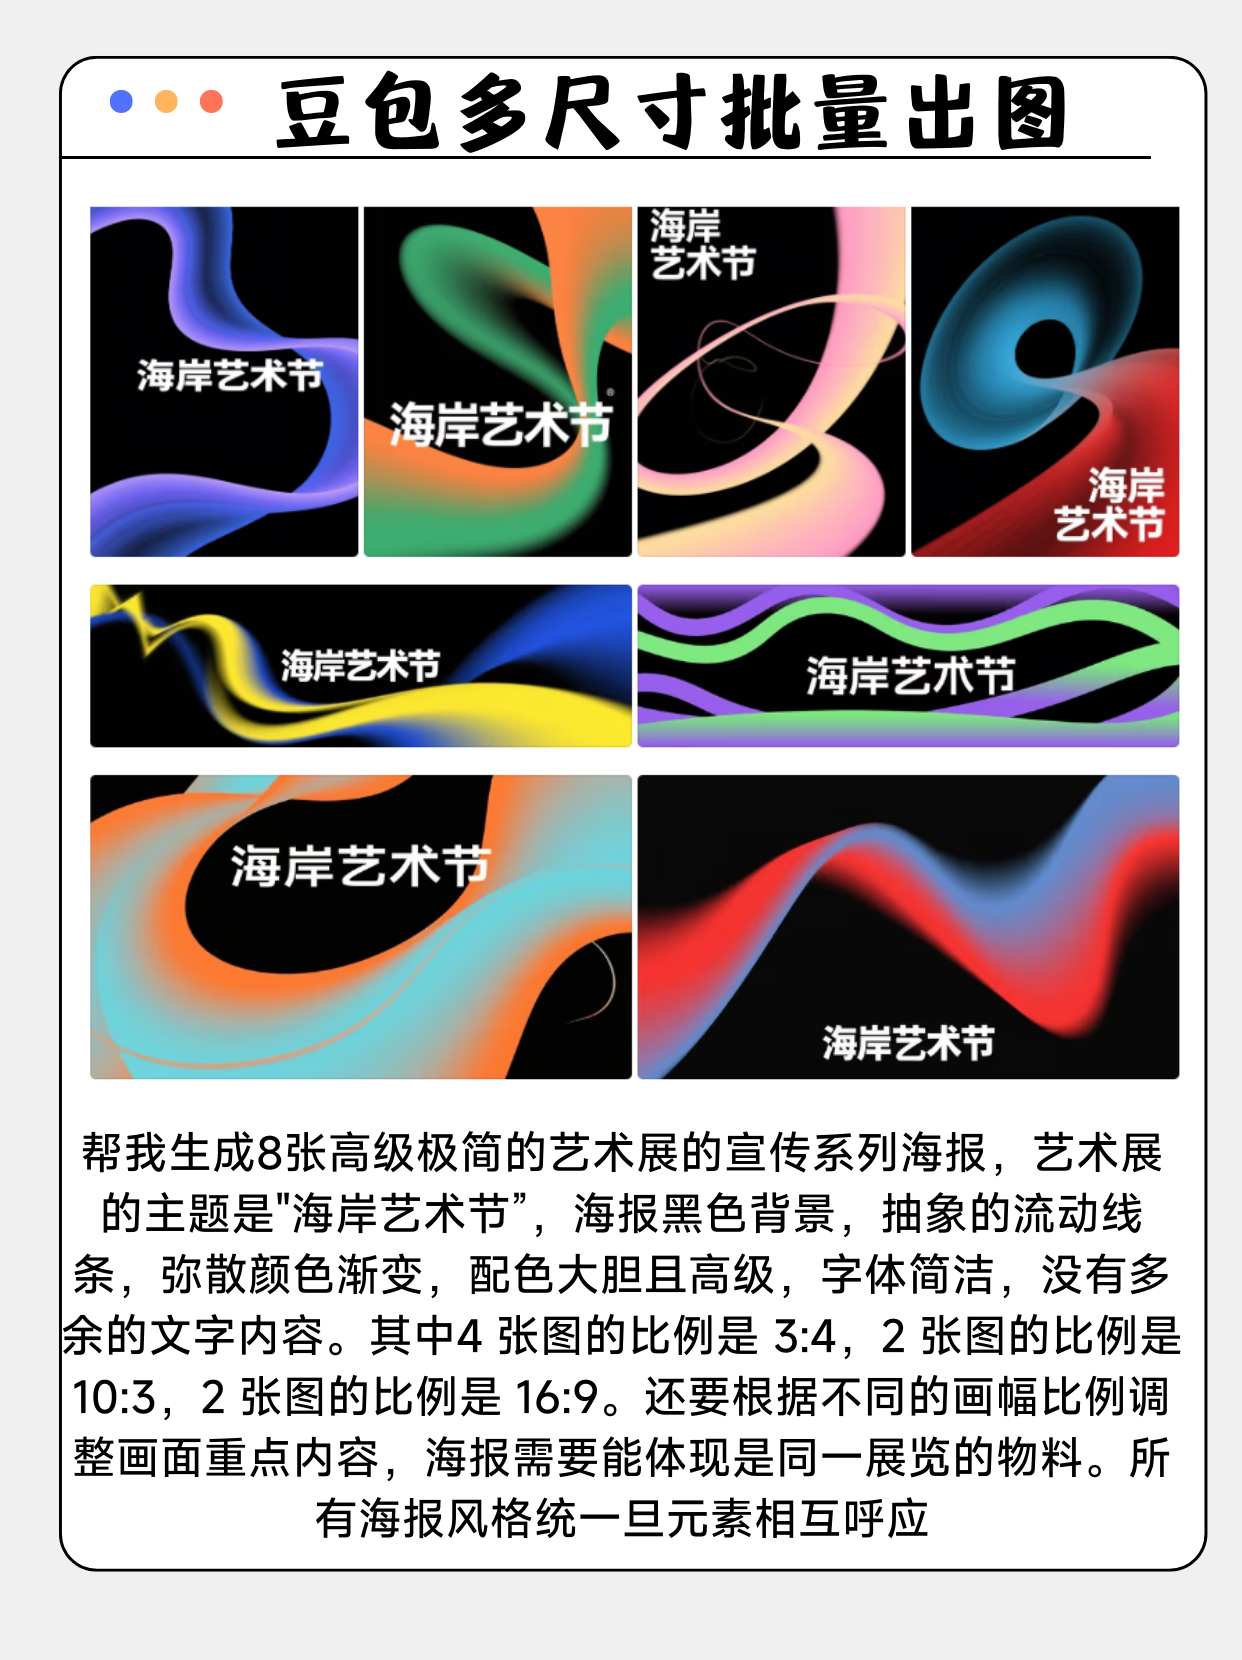 豆包多尺寸批量出图
海岸艺术节
海岸艺术节
®
海岸
艺术节
海岸
艺术节
海岸艺术节
海岸艺术节
海岸艺术节
海岸艺术节
帮我生成8张高级极简的艺术展的宣传系列海报，艺术展
的主题是"海岸艺术节”，海报黑色背景，抽象的流动线
条，弥散颜色渐变，配色大胆且高级，字体简洁，没有多
余的文字内容。其中4 张图的比例是 3:4，2 张图的比例是
10:3，2 张图的比例是 16:9。还要根据不同的画幅比例调
整画面重点内容，海报需要能体现是同一展览的物料。所
有海报风格统一旦元素相互呼应